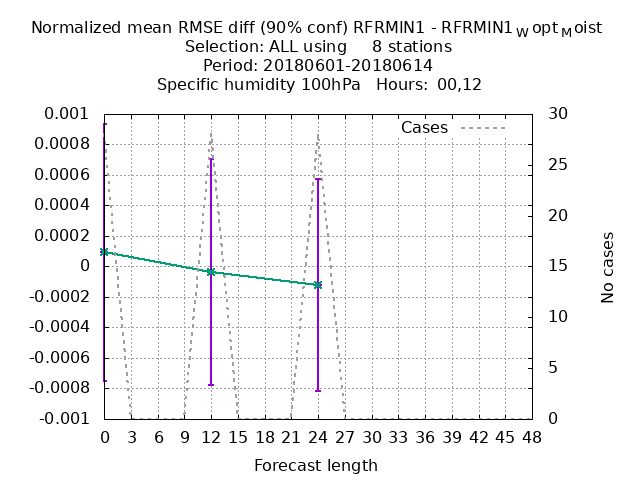 Normalized mean RMSE diff (90% conf) RFRMIN1 - RFRMIN1WoptMoist
Selection: ALL using 8 stations
Period: 20180601-20180614
Specific humidity 100hPa Hours: 00,12
0.001
0.0008
0.0006
0.0004
0.0002
0
-0.0002
-0.0004
-0.0006
-0.0008
-0.001
Cases
30
25
20
15
10
5
0
No cases
0 3 6 9 12 15 18 21 24 27 30 33 36 39 42 45 48
Forecast length